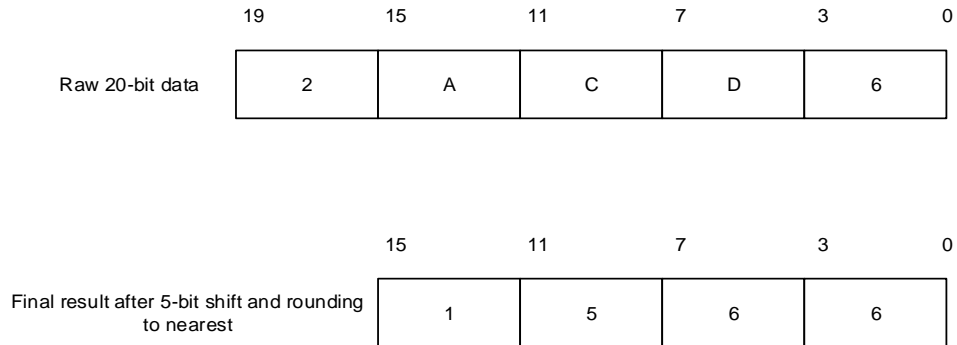 19 15 11 7 3 0
Raw 20-bit data 2 A C D 6
15 11 7 3 0
Final result after 5-bit shift and rounding
to nearest
1 5 6 6